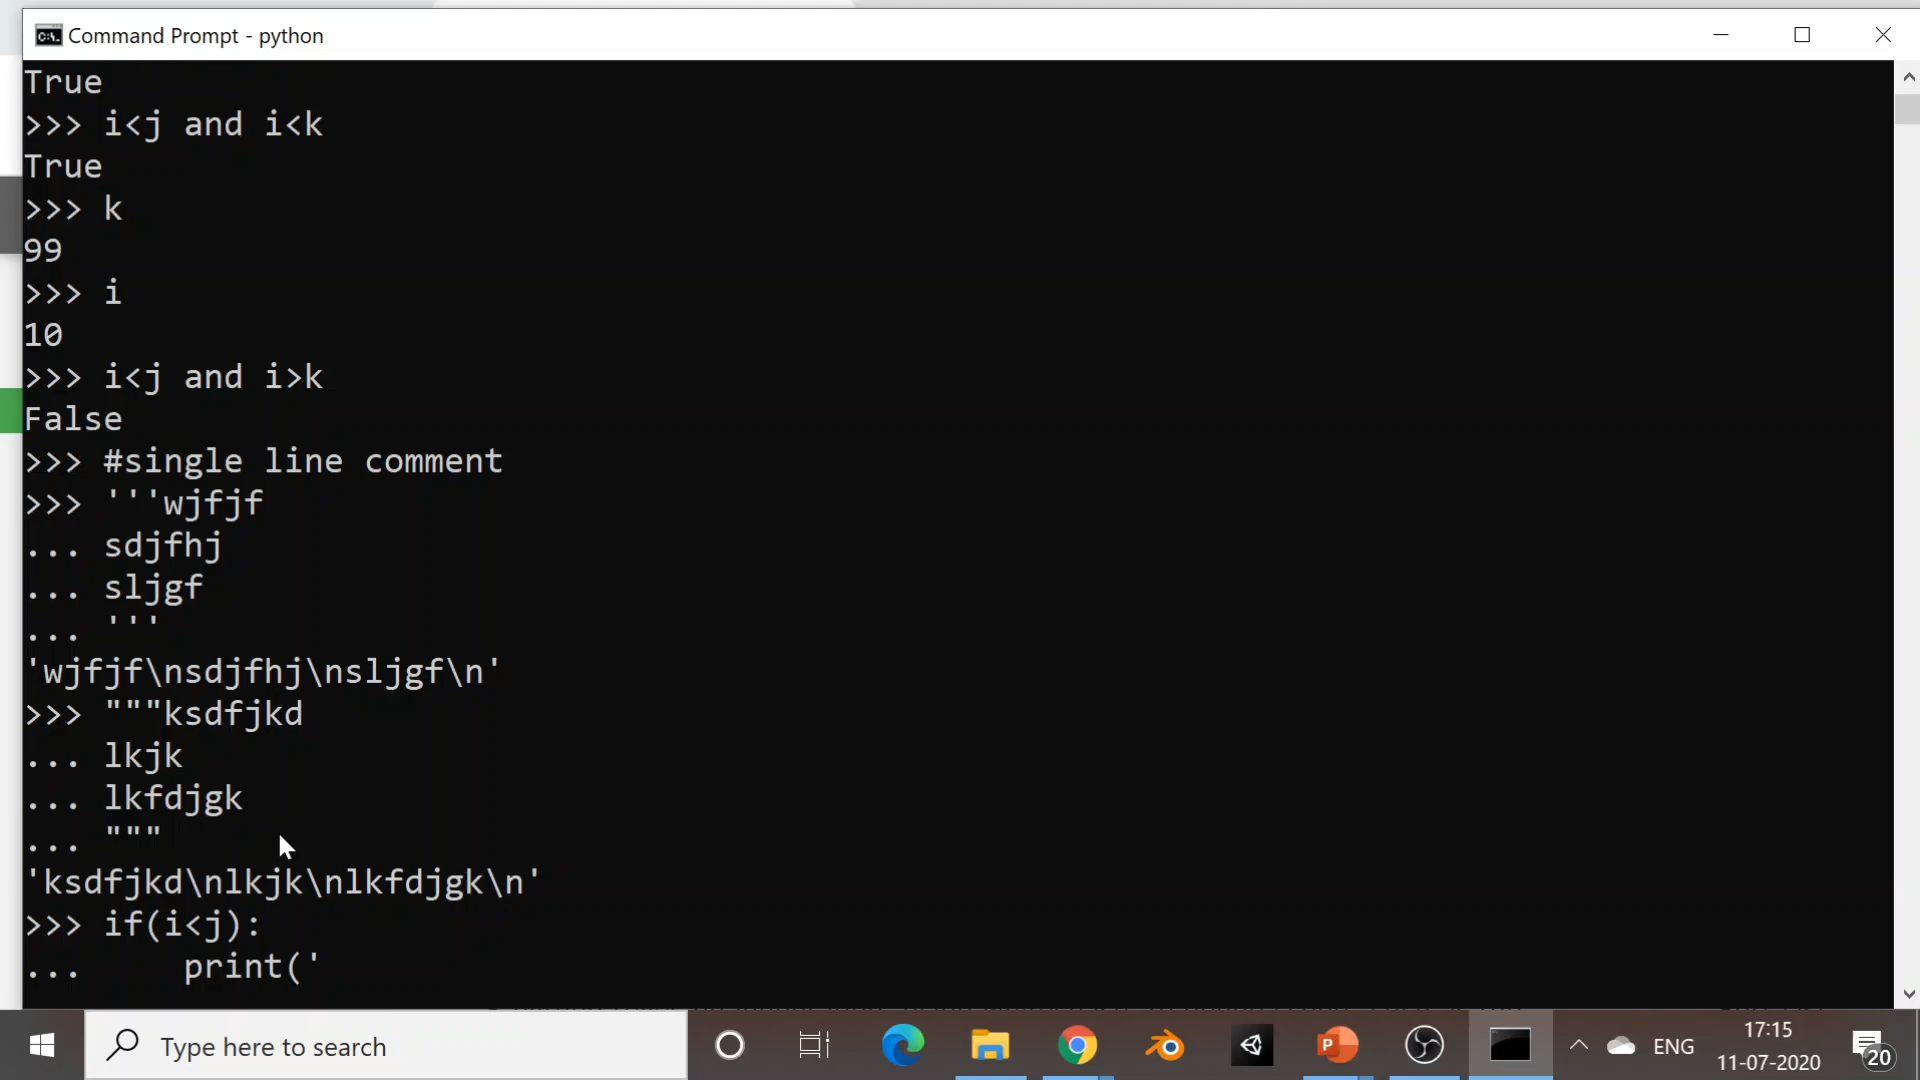 Command Prompt - python
True
>>> i<j and i<k
True
>>> k
99
>>> i
10
>>> i<j and i>k
False
>>> #single line comment
>>> '''wjfjf
... sdjfhj
... sljgf
... '''
'wjfjf\nsdjfhj\nsljgf\n'
>>> """ksdfjkd
... lkjk
... lkfdjgk
... """
'ksdfjkd\nlkjk\nlkfdjgk\n'
>>> if(i<j):
...     print('
Type here to search
ENG
17:15
11-07-2020
20